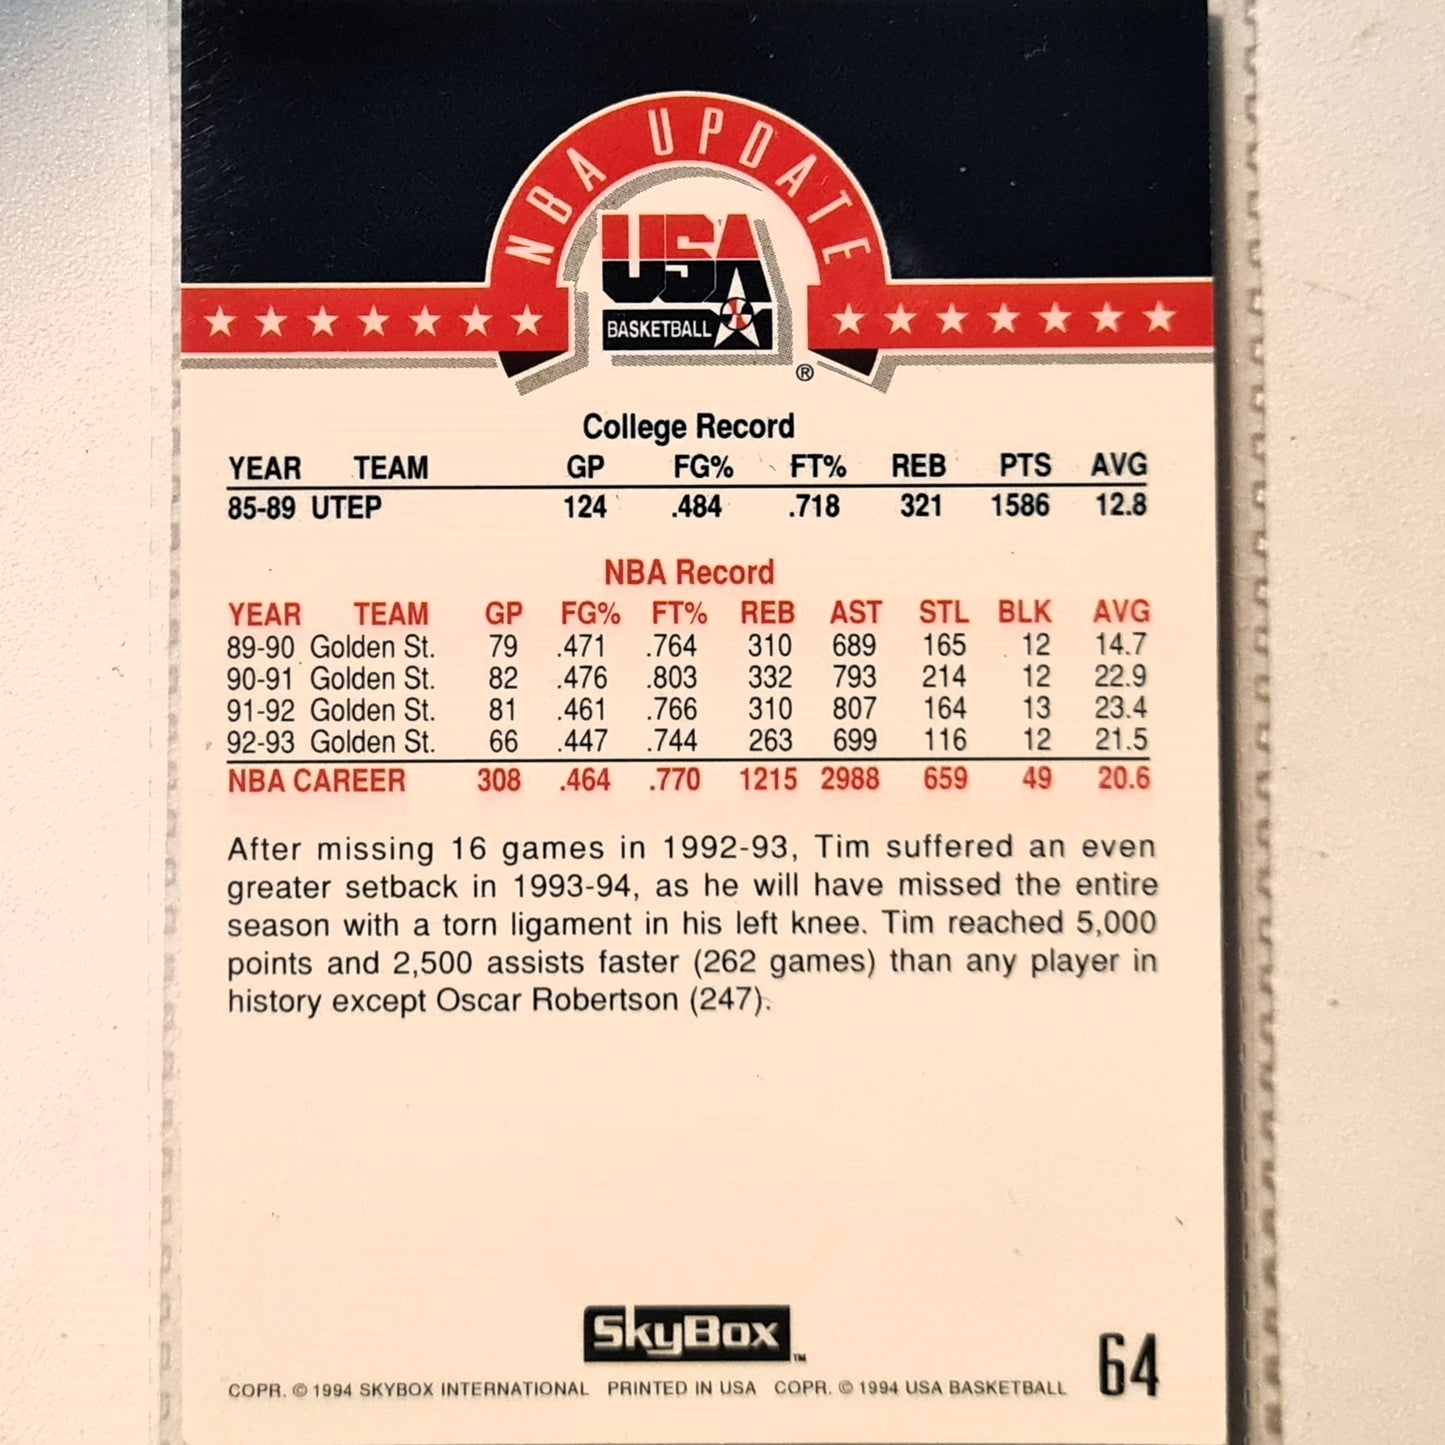 NBA UPDATE
USA
BASKETBALL
®
College Record
YEAR TEAM GP FG% FT% REB PTS AVG
85-89 UTEP 124 .484 .718 321 1586 12.8
NBA Record
YEAR TEAM GP FG% FT% REB AST STL BLK AVG
89-90 Golden St. 79 .471 .764 310 689 165 12 14.7
90-91 Golden St. 82 .476 .803 332 793 214 12 22.9
91-92 Golden St. 81 .461 .766 310 807 164 13 23.4
92-93 Golden St. 66 .447 .744 263 699 116 12 21.5
NBA CAREER 308 .464 .770 1215 2988 659 49 20.6
After missing 16 games in 1992-93, Tim suffered an even
greater setback in 1993-94, as he will have missed the entire
season with a torn ligament in his left knee. Tim reached 5,000
points and 2,500 assists faster (262 games) than any player in
history except Oscar Robertson (247).
SkyBox™
COPR. © 1994 SKYBOX INTERNATIONAL PRINTED IN USA COPR. © 1994 USA BASKETBALL 64